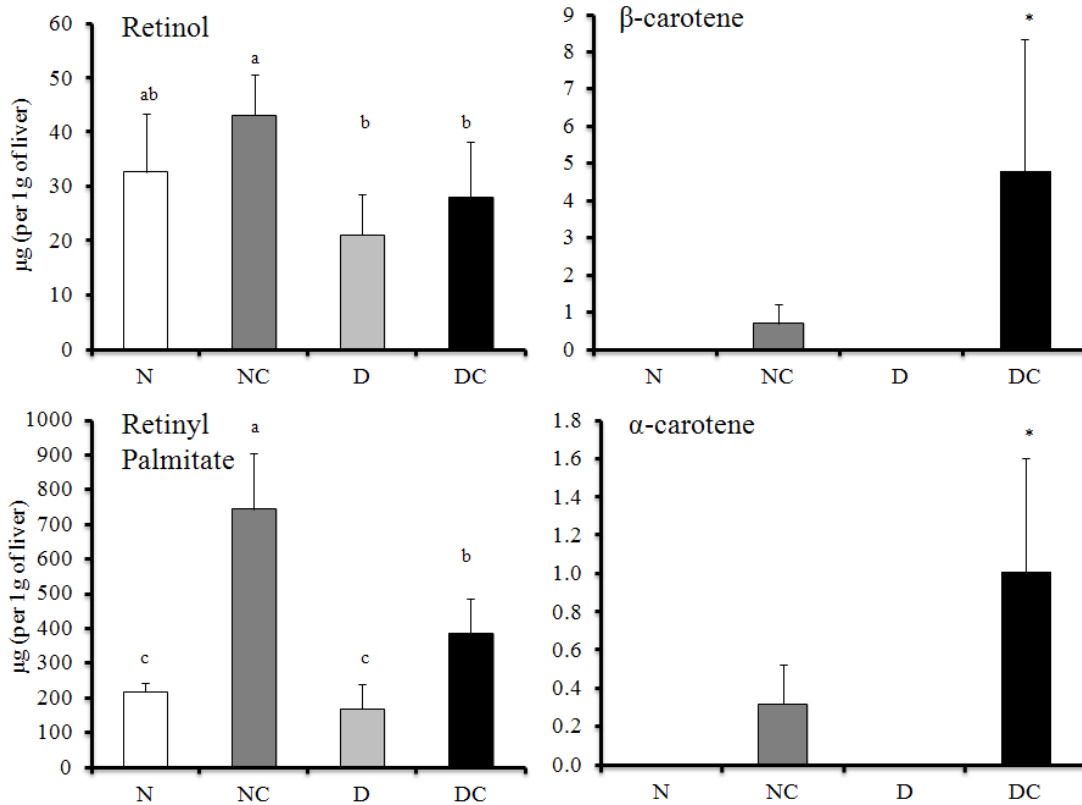 Retinol
µg (per 1g of liver)
60
50
40
30
20
10
0
ab
a
b
b
N NC D DC
β-carotene
9
8
7
6
5
4
3
2
1
0
*
N NC D DC
Retinyl
Palmitate
µg (per 1g of liver)
1000
900
800
700
600
500
400
300
200
100
0
c
a
c
b
N NC D DC
α-carotene
1.8
1.6
1.4
1.2
1.0
0.8
0.6
0.4
0.2
0.0
*
N NC D DC